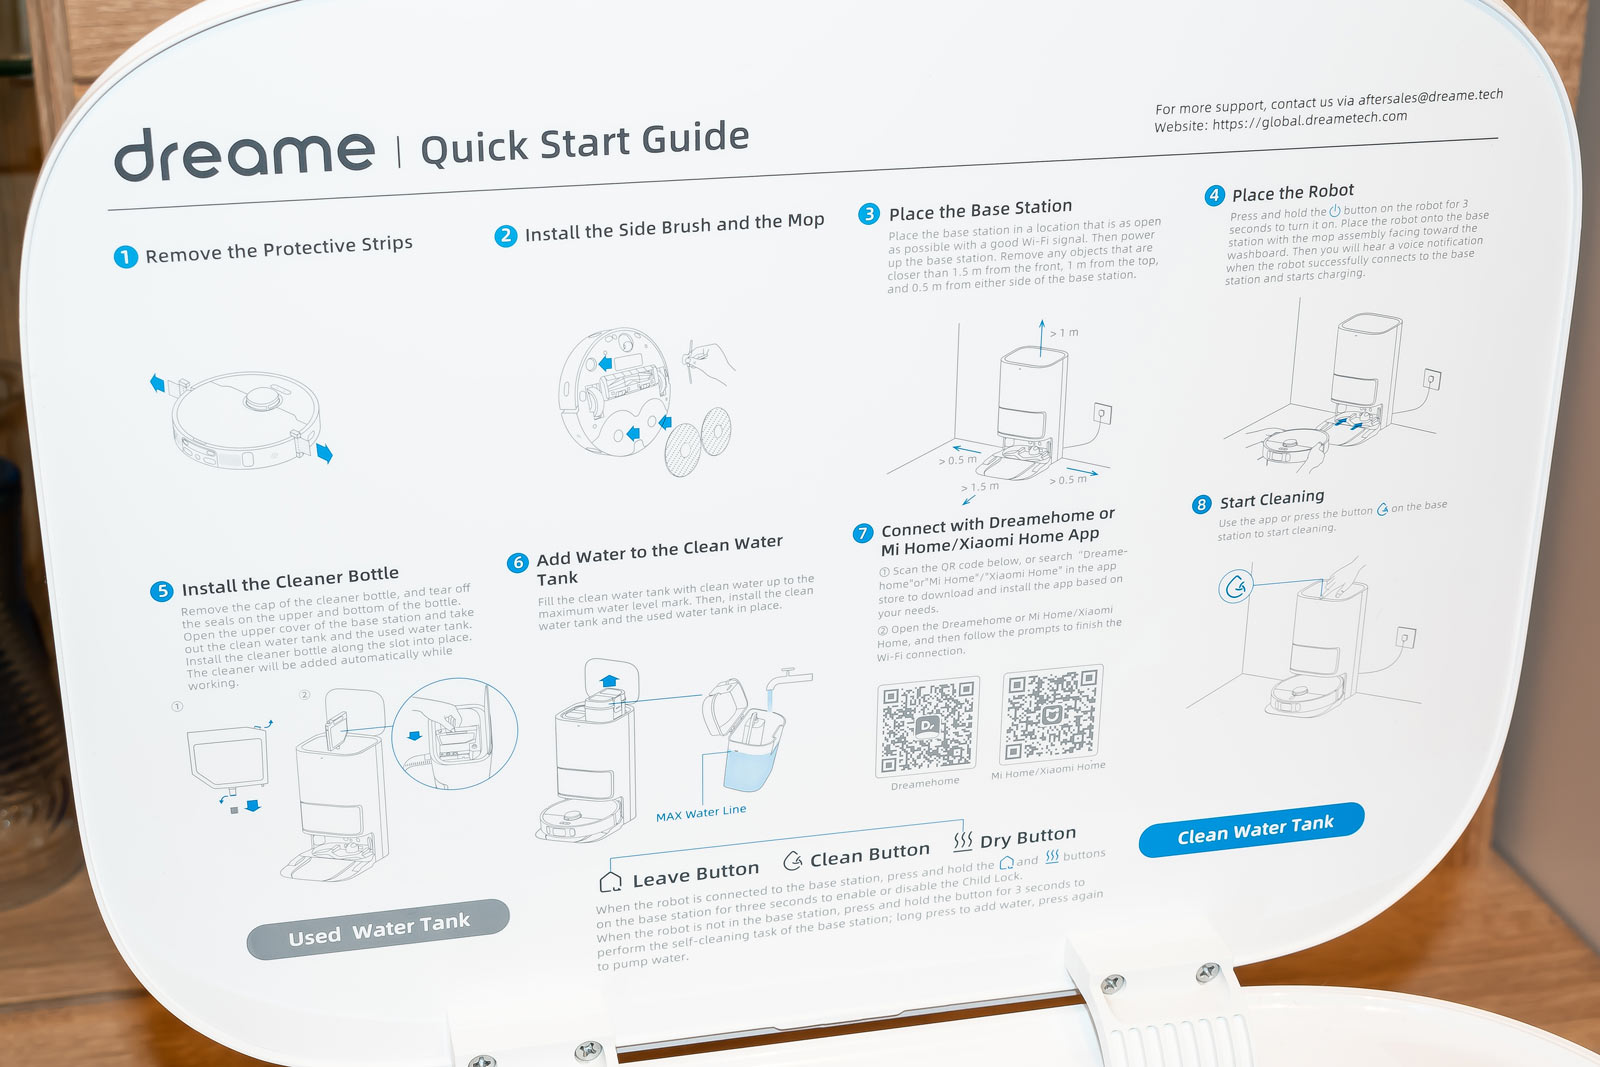 dreame | Quick Start Guide
For more support, contact us via aftersales@dreame.tech
Website: https://global.dreametech.com
1 Remove the Protective Strips
2 Install the Side Brush and the Mop
3 Place the Base Station
Place the base station in a location that is as open
as possible with a good Wi-Fi signal. Then power
up the base station. Remove any objects that are
closer than 1.5 m from the front, 1 m from the top,
and 0.5 m from either side of the base station.
> 1 m
> 0.5 m
> 1.5 m
> 0.5 m
4 Place the Robot
Press and hold the button on the robot for 3
seconds to turn it on. Place the robot onto the base
station with the mop assembly facing toward the
washboard. Then you will hear a voice notification
when the robot successfully connects to the base
station and starts charging.
5 Install the Cleaner Bottle
Remove the cap of the cleaner bottle, and tear off
the seals on the upper and bottom of the bottle.
Open the upper cover of the base station and take
out the clean water tank and the used water tank.
Install the cleaner bottle along the slot into place.
The cleaner will be added automatically while
working.
①
②
6 Add Water to the Clean Water
Tank
Fill the clean water tank with clean water up to the
maximum water level mark. Then, install the clean
water tank and the used water tank in place.
MAX Water Line
7 Connect with Dreamehome or
Mi Home/Xiaomi Home App
① Scan the QR code below, or search "Dreame-
home"or"Mi Home"/"Xiaomi Home" in the app
store to download and install the app based on
your needs.
② Open the Dreamehome or Mi Home/Xiaomi
Home, and then follow the prompts to finish the
Wi-Fi connection.
Dreamehome
Mi Home/Xiaomi Home
8 Start Cleaning
Use the app or press the button on the base
station to start cleaning.
Leave Button Clean Button Dry Button
When the robot is connected to the base station, press and hold the and buttons
on the base station for three seconds to enable or disable the Child Lock.
When the robot is not in the base station, press and hold the button for 3 seconds to
perform the self-cleaning task of the base station; long press to add water, press again
to pump water.
Used Water Tank
Clean Water Tank